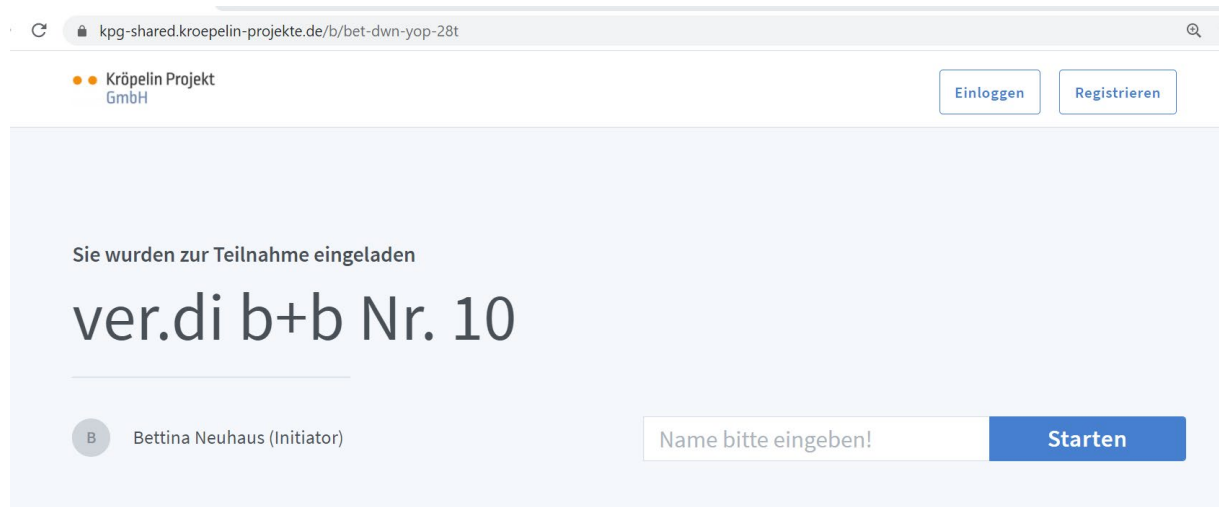 kpg-shared.kroepelin-projekte.de/b/bet-dwn-yop-28t
Kröpelin Projekt
GmbH
Einloggen
Registrieren
Sie wurden zur Teilnahme eingeladen
ver.di b+b Nr. 10
B
Bettina Neuhaus (Initiator)
Name bitte eingeben!
Starten